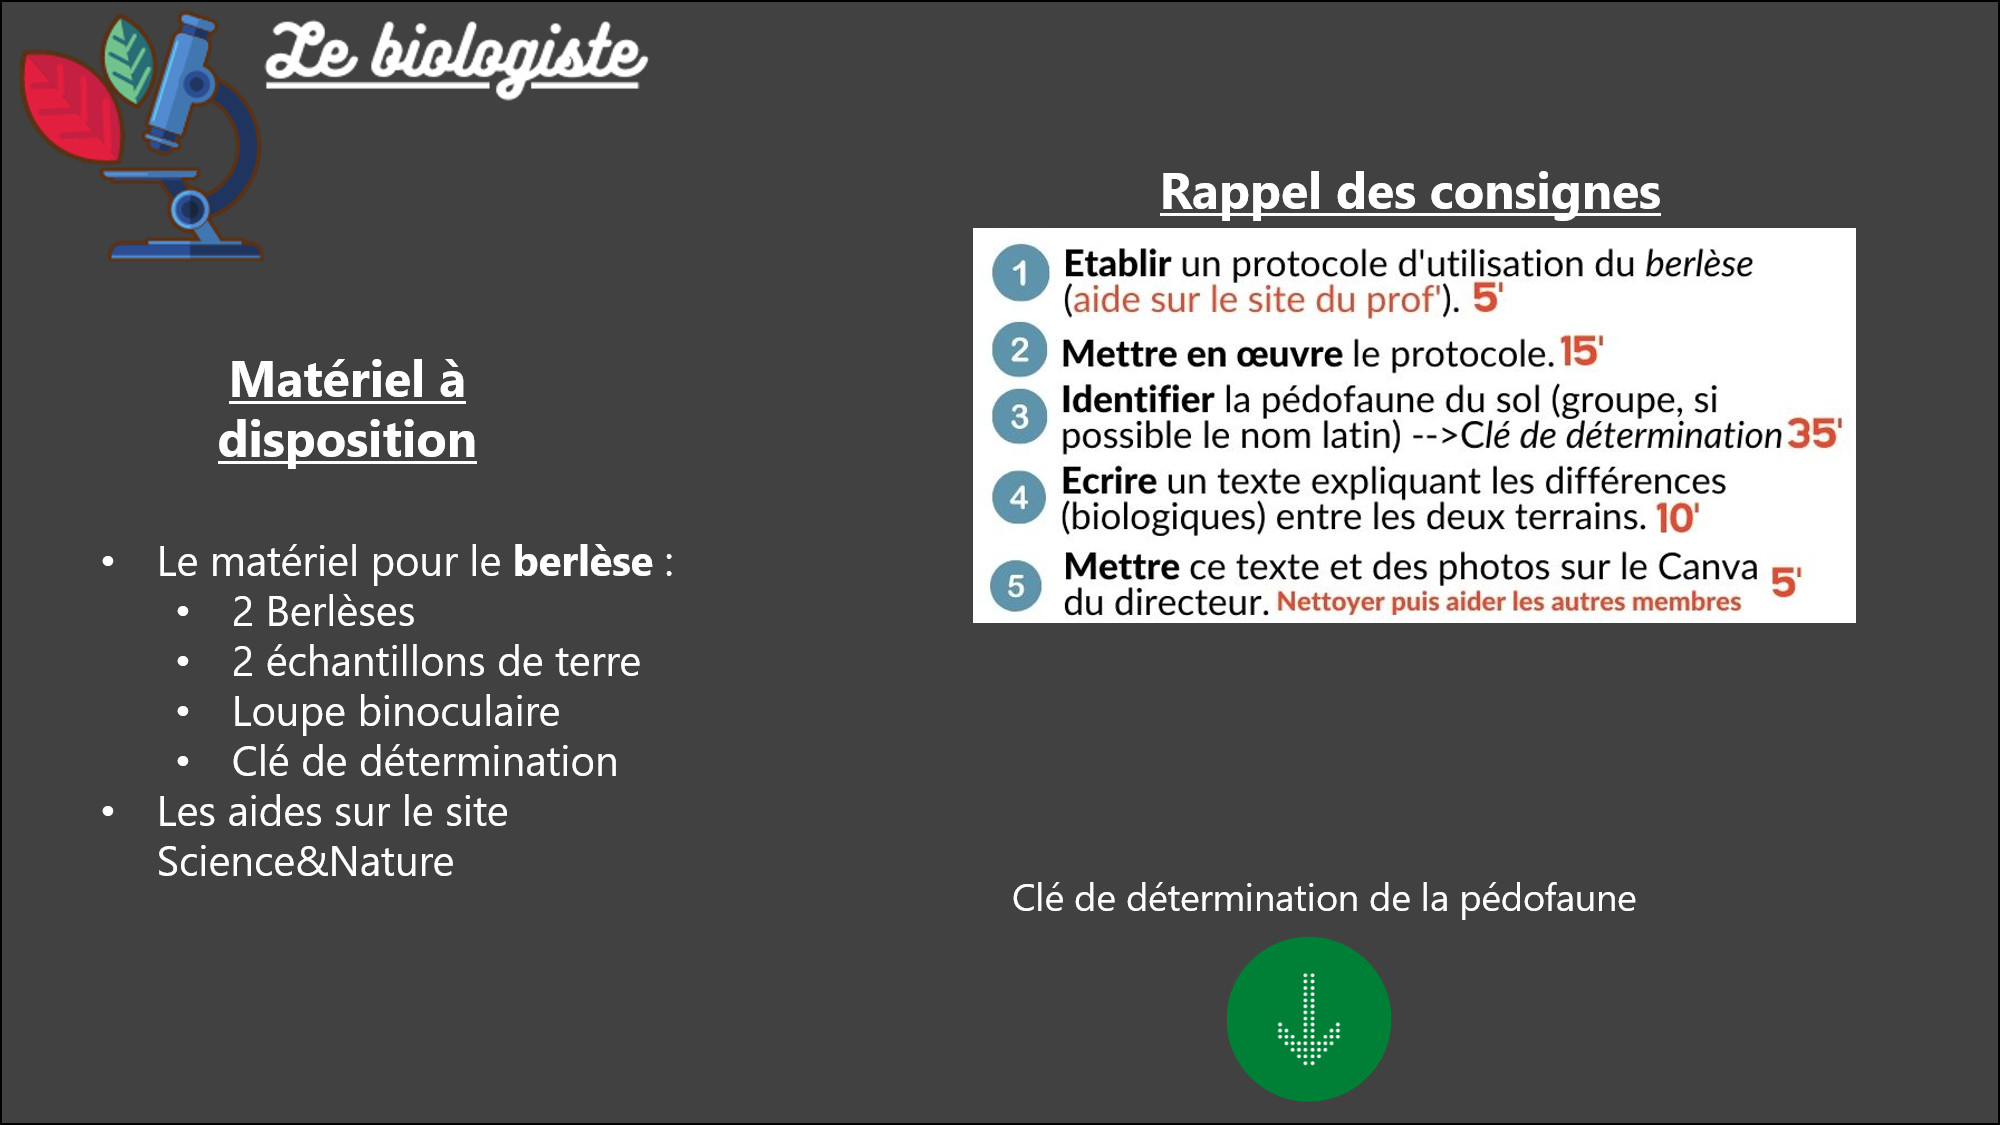 Le biologiste
Rappel des consignes
1 Etablir un protocole d'utilisation du berlèse
(aide sur le site du prof'). 5'
2 Mettre en œuvre le protocole. 15'
3 Identifier la pédofaune du sol (groupe, si
possible le nom latin) -->Clé de détermination 35'
4 Ecrire un texte expliquant les différences
(biologiques) entre les deux terrains. 10'
5 Mettre ce texte et des photos sur le Canva 5'
du directeur. Nettoyer puis aider les autres membres
Matériel à
disposition
• Le matériel pour le berlèse :
• 2 Berlèses
• 2 échantillons de terre
• Loupe binoculaire
• Clé de détermination
• Les aides sur le site
Science&Nature
Clé de détermination de la pédofaune